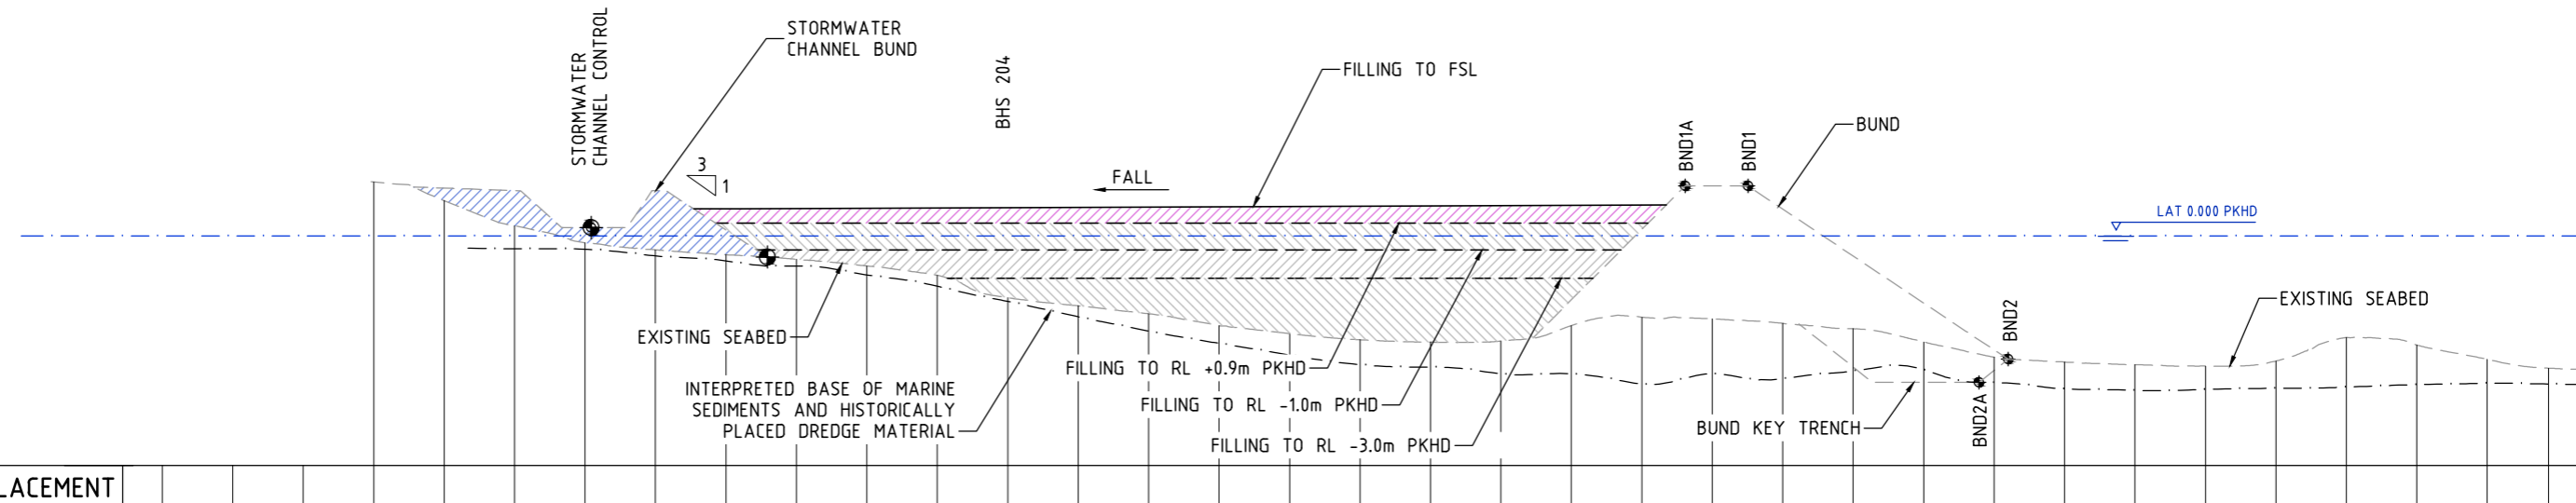 STORMWATER
CHANNEL CONTROL
STORMWATER
CHANNEL BUND
BHS 204
FILLING TO FSL
BND1A
BND1
BUND
3
1
FALL
LAT 0.000 PKHD
EXISTING SEABED
BND2
EXISTING SEABED
INTERPRETED BASE OF MARINE
SEDIMENTS AND HISTORICALLY
PLACED DREDGE MATERIAL
FILLING TO RL +0.9m PKHD
FILLING TO RL -1.0m PKHD
FILLING TO RL -3.0m PKHD
BUND KEY TRENCH
BND2A
LACEMENT